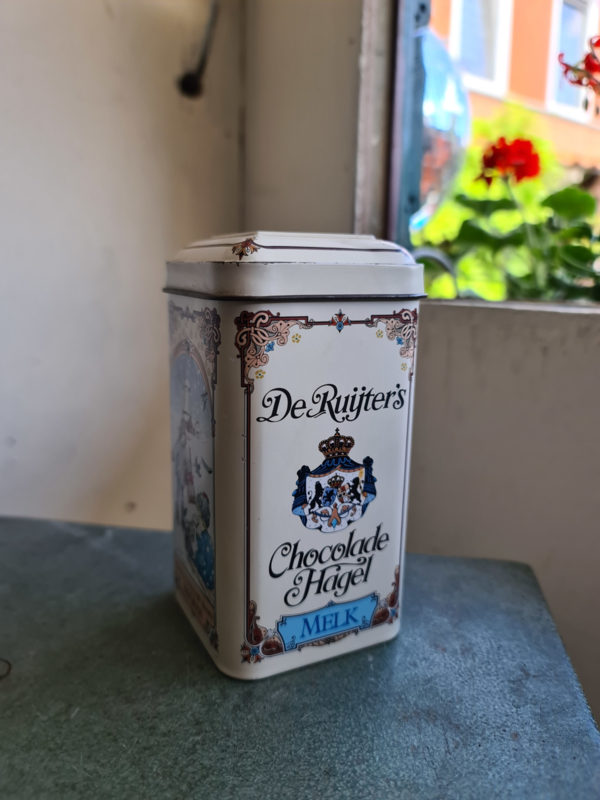 De Ruijter's
Chocolade
Hagel
MELK